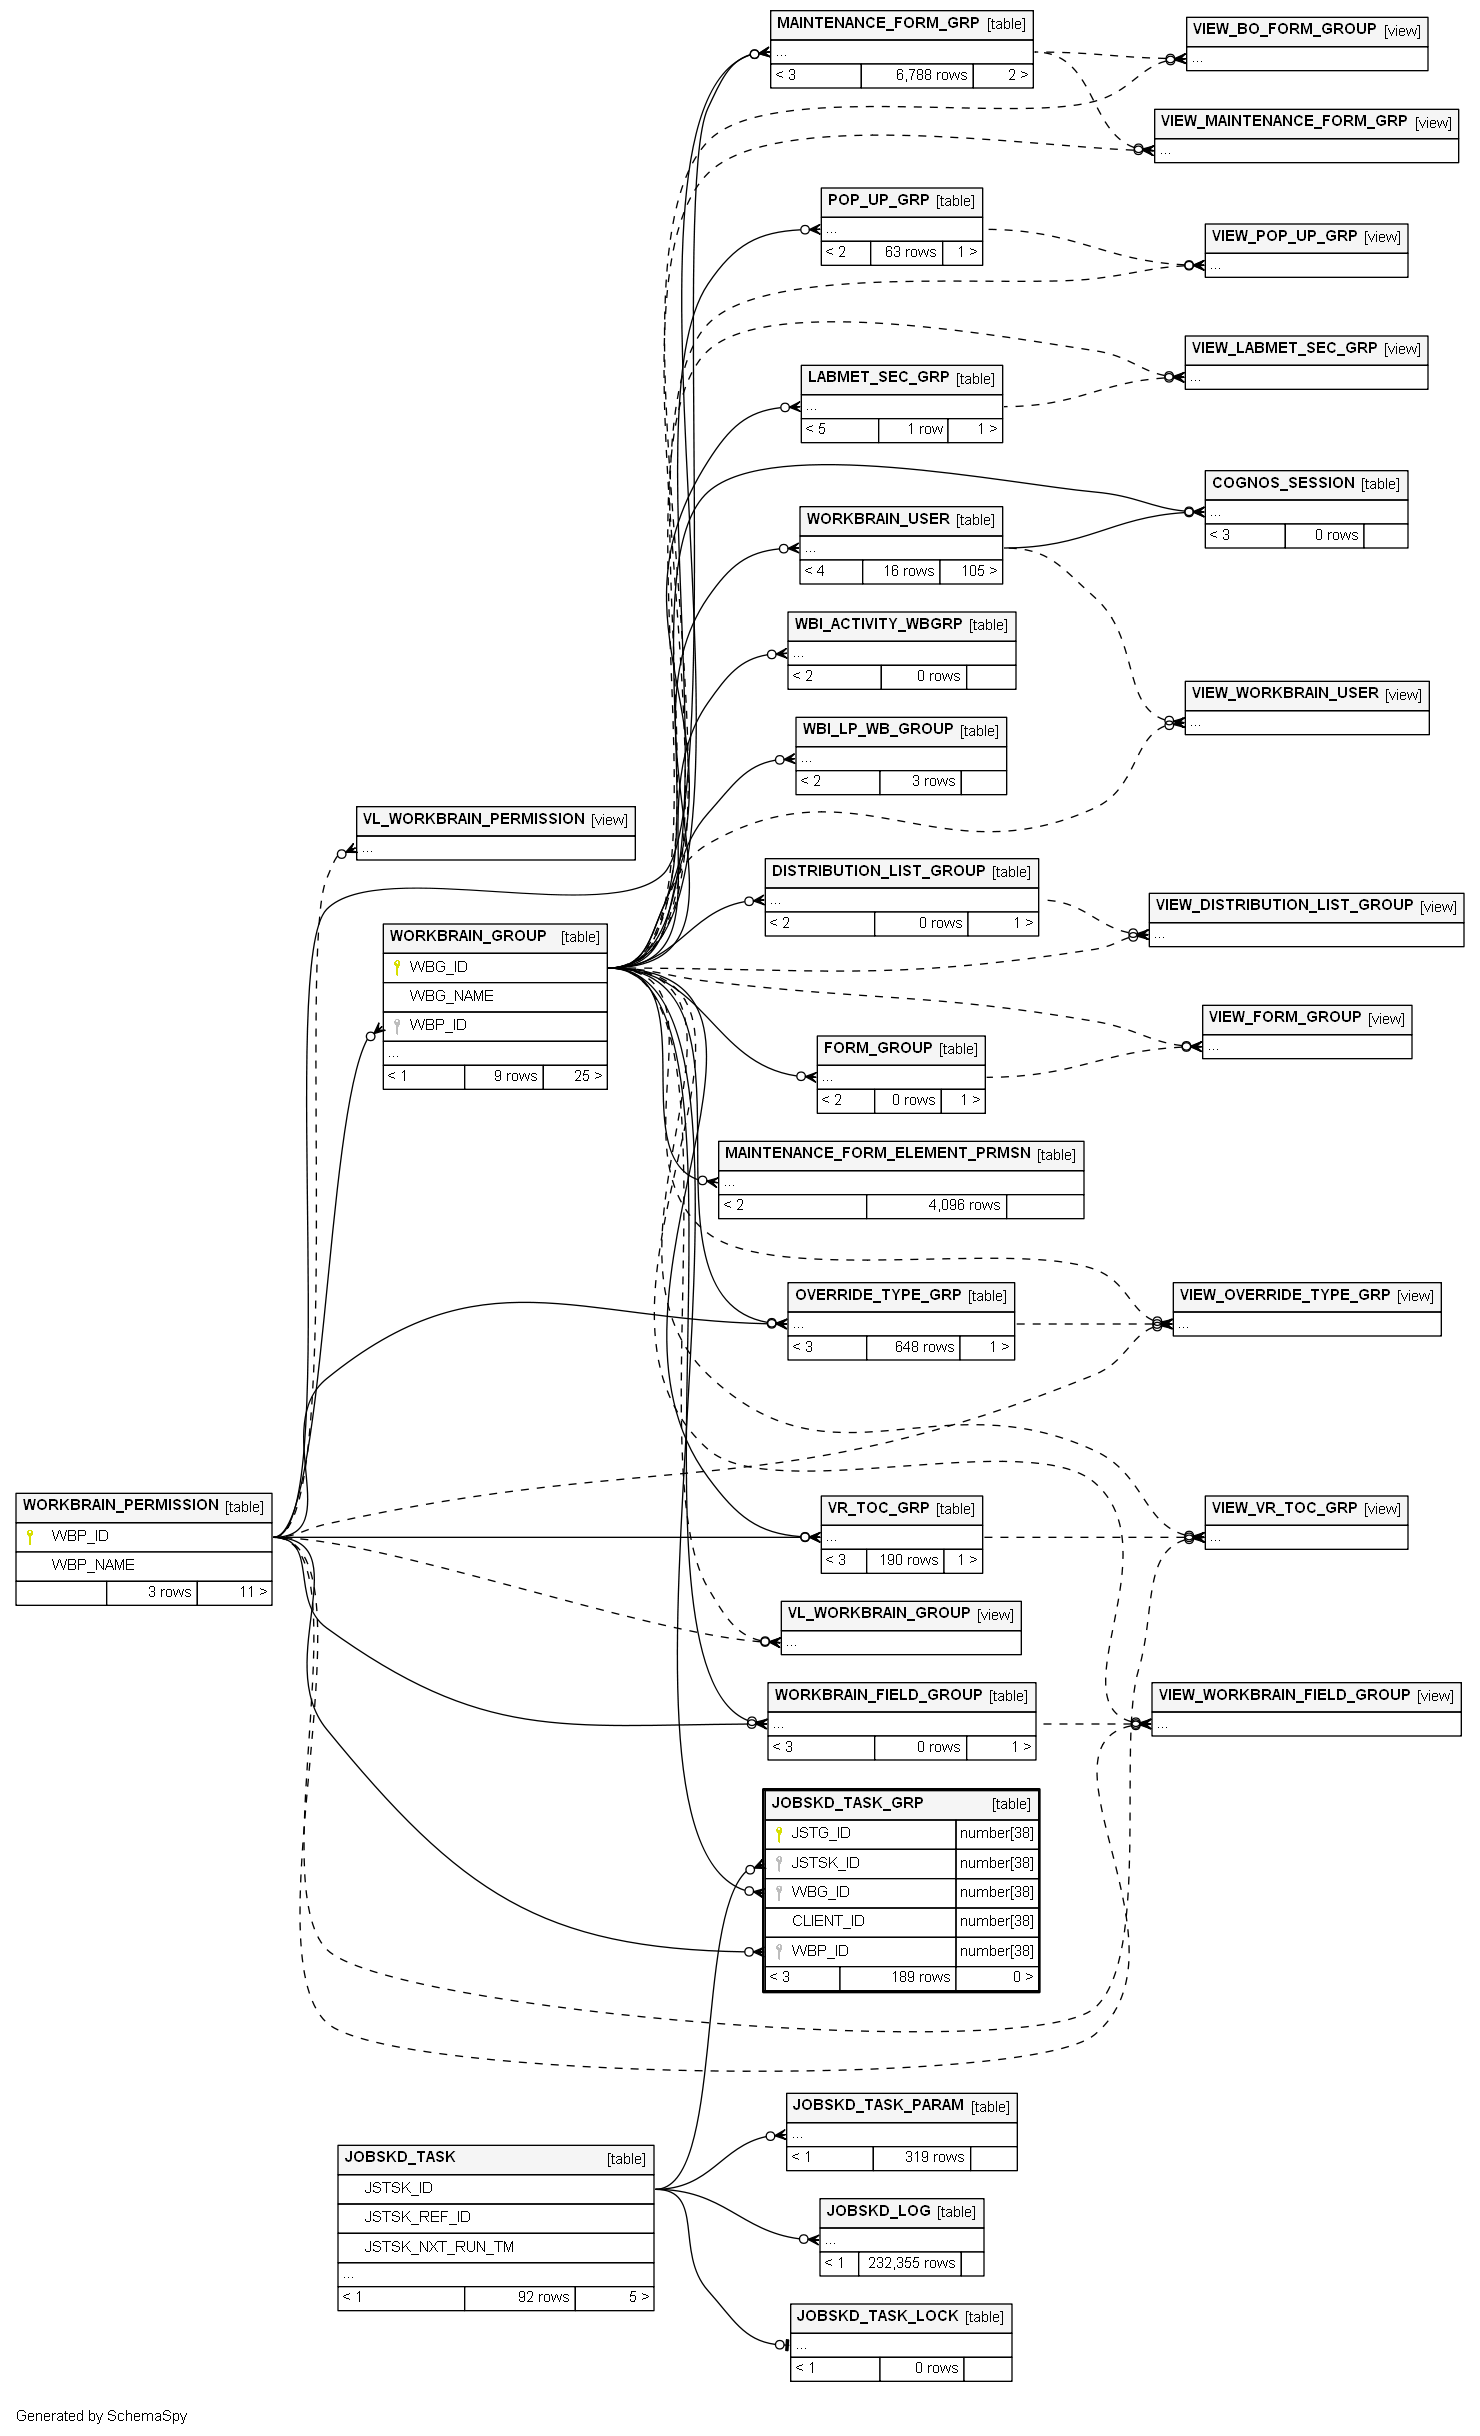 MAINTENANCE_FORM_GRP [table]
...
< 3 6,788 rows 2 >
VIEW_BO_FORM_GROUP [view]
...
VIEW_MAINTENANCE_FORM_GRP [view]
...
POP_UP_GRP [table]
...
< 2 63 rows 1 >
VIEW_POP_UP_GRP [view]
...
VIEW_LABMET_SEC_GRP [view]
...
LABMET_SEC_GRP [table]
...
< 5 1 row 1 >
COGNOS_SESSION [table]
...
< 3 0 rows
WORKBRAIN_USER [table]
...
< 4 16 rows 105 >
WBI_ACTIVITY_WBGRP [table]
...
< 2 0 rows
VIEW_WORKBRAIN_USER [view]
...
WBI_LP_WB_GROUP [table]
...
< 2 3 rows
VL_WORKBRAIN_PERMISSION [view]
...
DISTRIBUTION_LIST_GROUP [table]
...
< 2 0 rows 1 >
VIEW_DISTRIBUTION_LIST_GROUP [view]
...
WORKBRAIN_GROUP [table]
WBG_ID
WBG_NAME
WBP_ID
...
< 1 9 rows 25 >
VIEW_FORM_GROUP [view]
...
FORM_GROUP [table]
...
< 2 0 rows 1 >
MAINTENANCE_FORM_ELEMENT_PRMSN [table]
...
< 2 4,096 rows
OVERRIDE_TYPE_GRP [table]
...
< 3 648 rows 1 >
VIEW_OVERRIDE_TYPE_GRP [view]
...
WORKBRAIN_PERMISSION [table]
WBP_ID
WBP_NAME
3 rows 11 >
VR_TOC_GRP [table]
...
< 3 190 rows 1 >
VIEW_VR_TOC_GRP [view]
...
VL_WORKBRAIN_GROUP [view]
...
WORKBRAIN_FIELD_GROUP [table]
...
< 3 0 rows 1 >
VIEW_WORKBRAIN_FIELD_GROUP [view]
...
JOBSKD_TASK_GRP [table]
JSTG_ID number[38]
JSTSK_ID number[38]
WBG_ID number[38]
CLIENT_ID number[38]
WBP_ID number[38]
< 3 189 rows 0 >
JOBSKD_TASK_PARAM [table]
...
< 1 319 rows
JOBSKD_TASK [table]
JSTSK_ID
JSTSK_REF_ID
JSTSK_NXT_RUN_TM
...
< 1 92 rows 5 >
JOBSKD_LOG [table]
...
< 1 232,355 rows
JOBSKD_TASK_LOCK [table]
...
< 1 0 rows
Generated by SchemaSpy